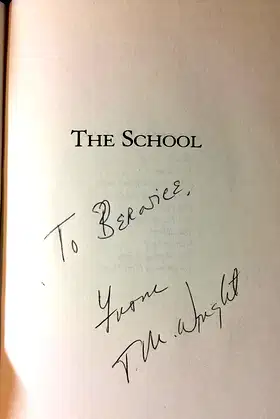 THE SCHOOL
To BERNICE,
From
T. M. Wright